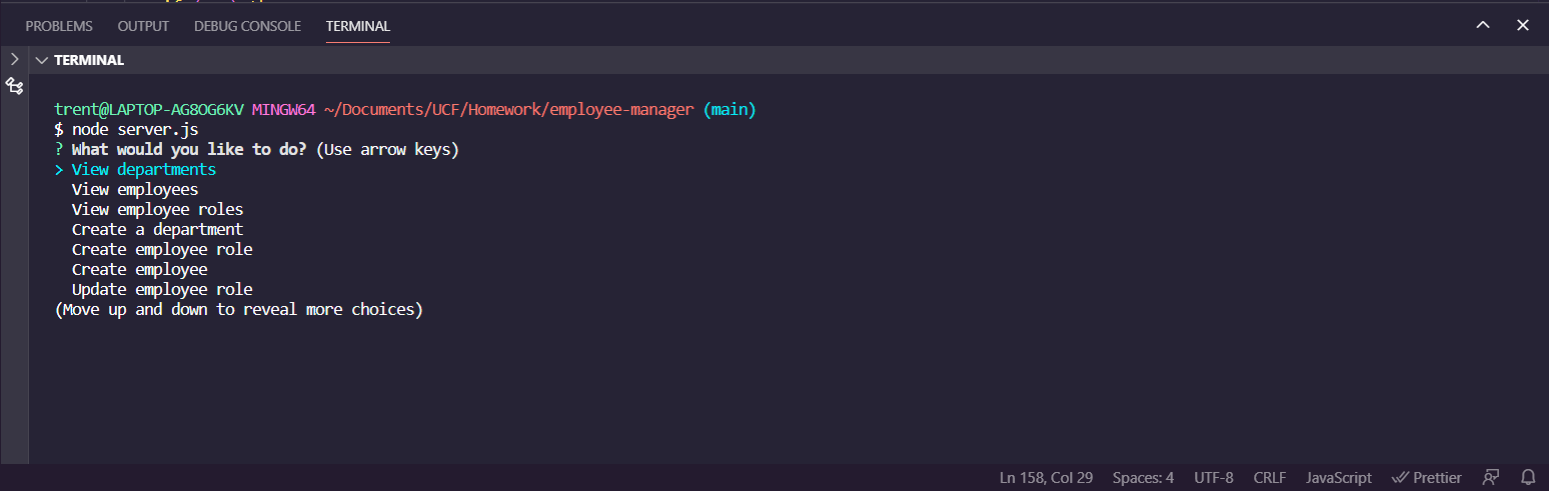 PROBLEMS OUTPUT DEBUG CONSOLE TERMINAL
TERMINAL
trent@LAPTOP-AG8OG6KV MINGW64 ~/Documents/UCF/Homework/employee-manager (main)
$ node server.js
? What would you like to do? (Use arrow keys)
> View departments
View employees
View employee roles
Create a department
Create employee role
Create employee
Update employee role
(Move up and down to reveal more choices)
Ln 158, Col 29 Spaces: 4 UTF-8 CRLF JavaScript Prettier